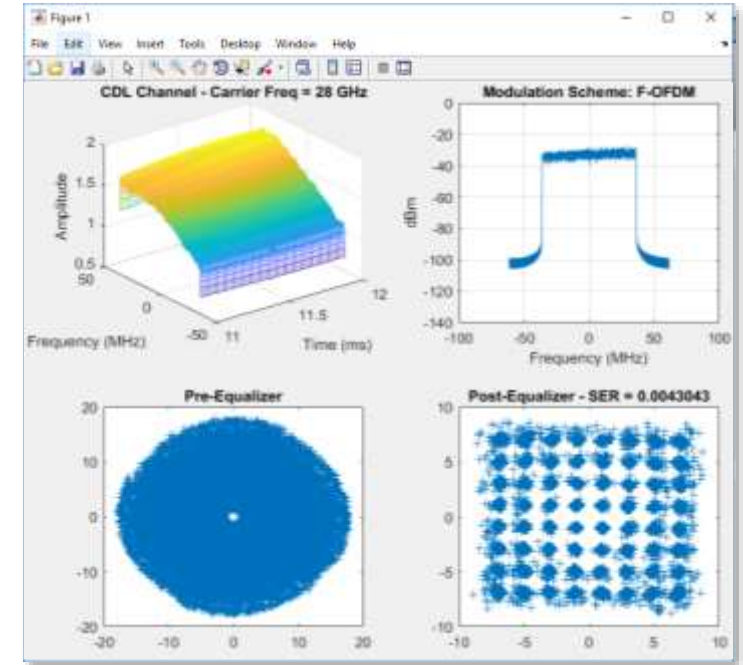 Figure 1
File Edit View Insert Tools Desktop Window Help
CDL Channel - Carrier Freq = 28 GHz
2
1.5
1
0.5
Amplitude
50
0
-50
Frequency (MHz)
11
11.5
12
Time (ms)
Modulation Scheme: F-OFDM
0
-20
-40
-60
-80
-100
-120
-140
dBm
-100 -50 0 50 100
Frequency (MHz)
Pre-Equalizer
20
10
0
-10
-20
-20 -10 0 10 20
Post-Equalizer - SER = 0.0043043
10
5
0
-5
-10
-10 -5 0 5 10